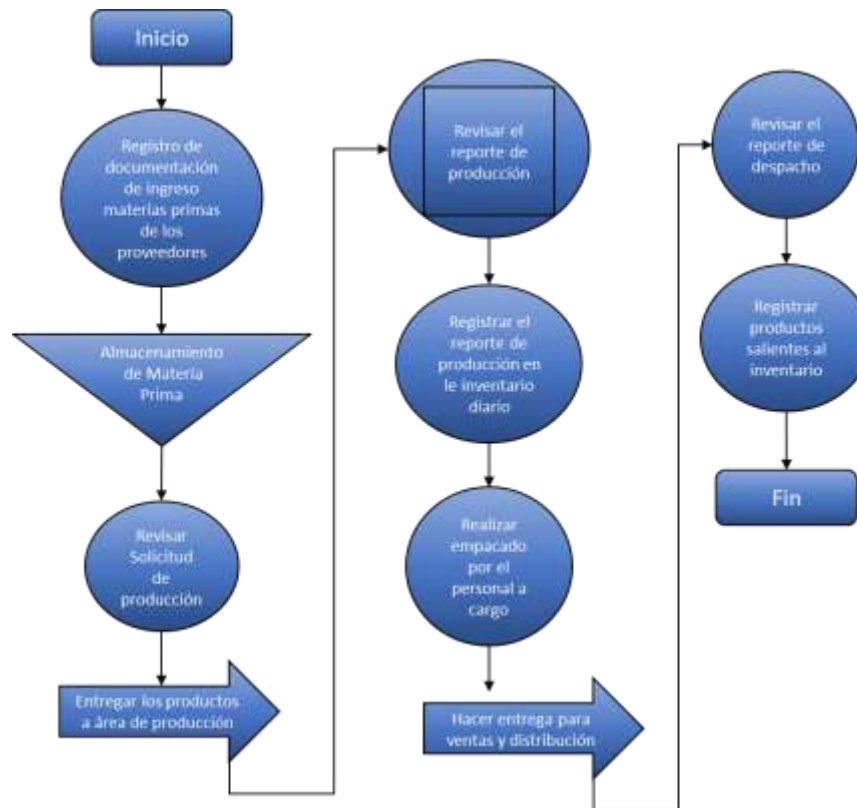 Inicio
Registro de
documentación
de ingreso
materias primas
de los
proveedores
Almacenamiento
de Materia
Prima
Revisar
Solicitud
de
producción
Entregar los productos
a área de producción
Revisar el
reporte de
producción
Registrar el
reporte de
producción en
le inventario
diario
Realizar
empacado
por el
personal a
cargo
Hacer entrega para
ventas y distribución
Revisar el
reporte de
despacho
Registrar
productos
salientes al
inventario
Fin